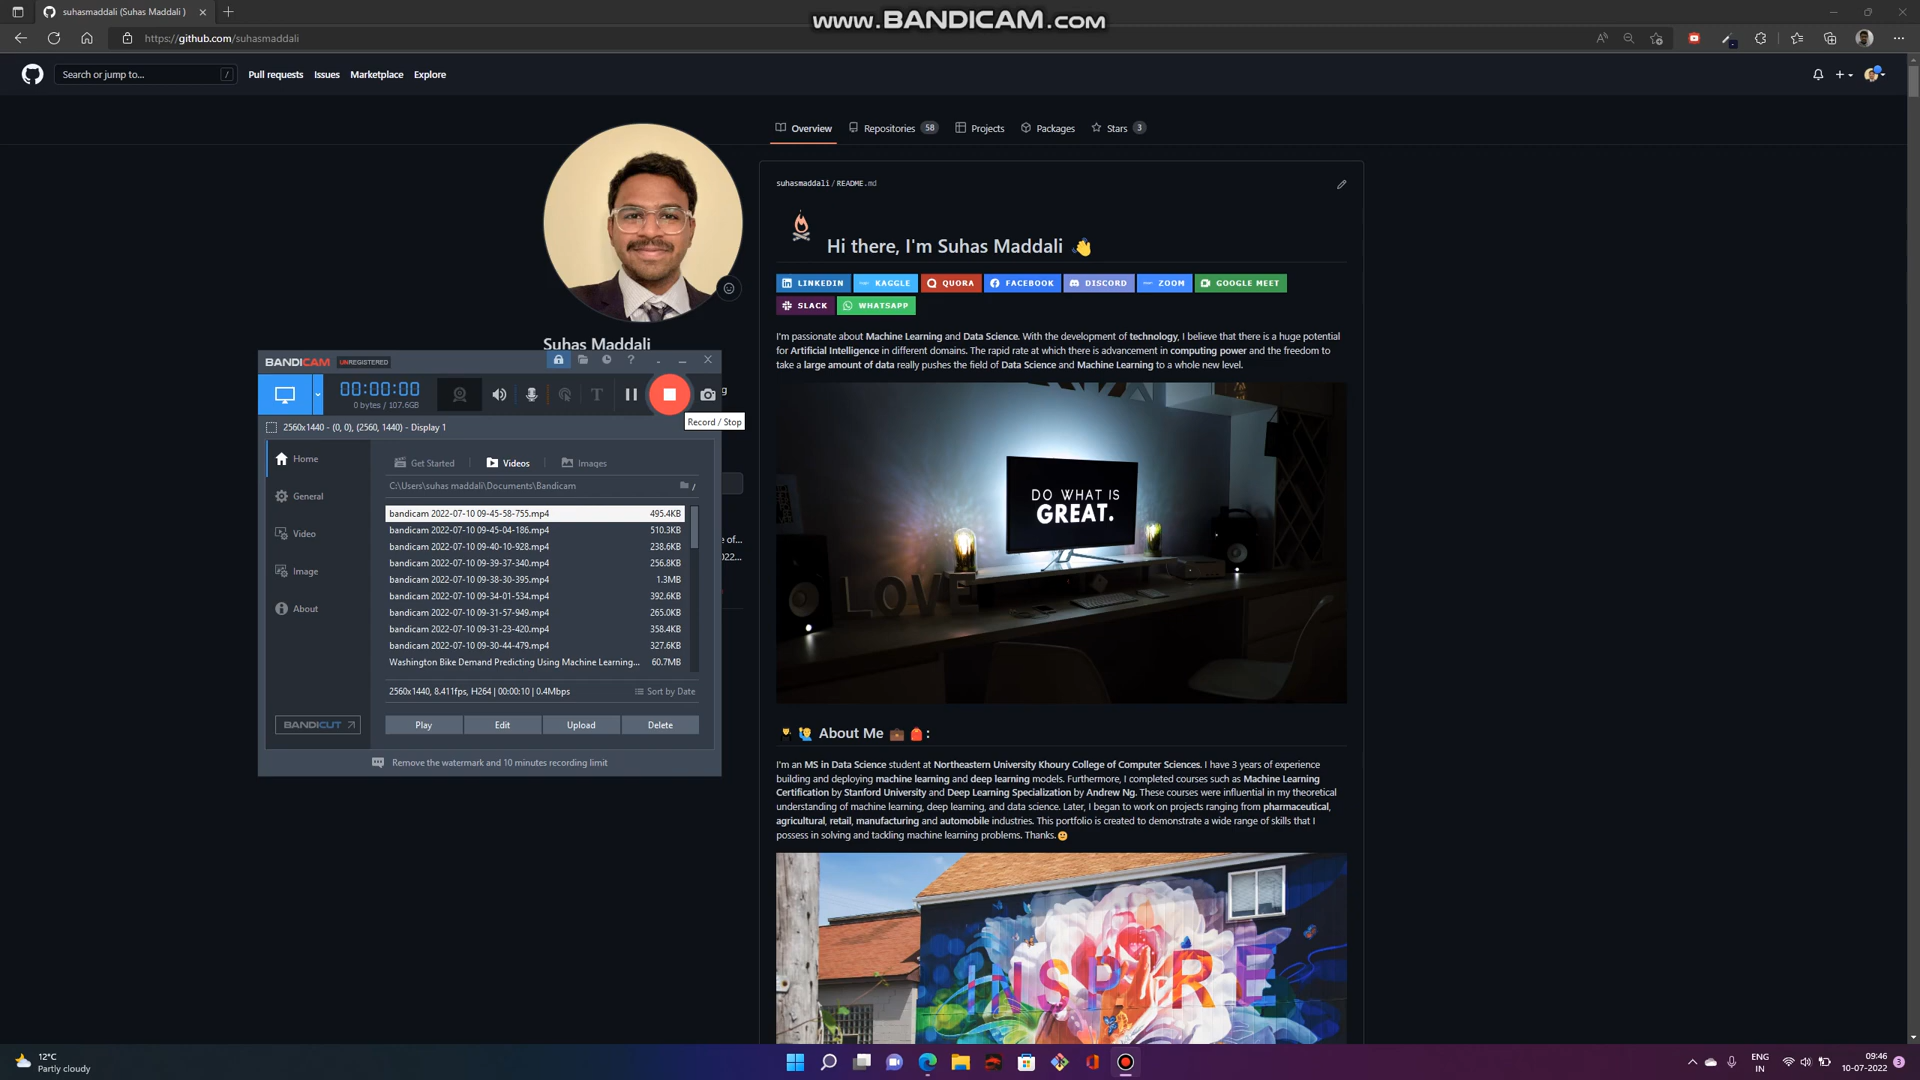 suhasmaddali (Suhas Maddali )
www.BANDICAM.com
https://github.com/suhasmaddali
Search or jump to...
/
Pull requests
Issues
Marketplace
Explore
Overview
Repositories 58
Projects
Packages
Stars 3
suhasmaddali / README.md
Hi there, I'm Suhas Maddali
LINKEDIN
KAGGLE
QUORA
FACEBOOK
DISCORD
ZOOM
GOOGLE MEET
SLACK
WHATSAPP
I'm passionate about Machine Learning and Data Science. With the development of technology, I believe that there is a huge potential
for Artificial Intelligence in different domains. The rapid rate at which there is advancement in computing power and the freedom to
take a large amount of data really pushes the field of Data Science and Machine Learning to a whole new level.
DO WHAT IS
GREAT.
LOVE
About Me :
I'm an MS in Data Science student at Northeastern University Khoury College of Computer Sciences. I have 3 years of experience
building and deploying machine learning and deep learning models. Furthermore, I completed courses such as Machine Learning
Certification by Stanford University and Deep Learning Specialization by Andrew Ng. These courses were influential in my theoretical
understanding of machine learning, deep learning, and data science. Later, I began to work on projects ranging from pharmaceutical,
agricultural, retail, manufacturing and automobile industries. This portfolio is created to demonstrate a wide range of skills that I
possess in solving and tackling machine learning problems. Thanks.
INSPIRE
Suhas Maddali
BANDICAM UNREGISTERED
00:00:00
0 bytes / 107.6GB
Record / Stop
2560x1440 - (0, 0), (2560, 1440) - Display 1
Home
General
Video
Image
About
BANDICUT
Get Started
Videos
Images
C:\Users\suhas maddali\Documents\Bandicam
bandicam 2022-07-10 09-45-58-755.mp4 495.4KB
bandicam 2022-07-10 09-45-04-186.mp4 510.3KB
bandicam 2022-07-10 09-40-10-928.mp4 238.6KB
bandicam 2022-07-10 09-39-37-340.mp4 256.8KB
bandicam 2022-07-10 09-38-30-395.mp4 1.3MB
bandicam 2022-07-10 09-34-01-534.mp4 392.6KB
bandicam 2022-07-10 09-31-57-949.mp4 265.0KB
bandicam 2022-07-10 09-31-23-420.mp4 358.4KB
bandicam 2022-07-10 09-30-44-479.mp4 327.6KB
Washington Bike Demand Predicting Using Machine Learning... 60.7MB
2560x1440, 8.411fps, H264 | 00:00:10 | 0.4Mbps
Sort by Date
Play
Edit
Upload
Delete
Remove the watermark and 10 minutes recording limit
g
e of...
022...
12°C
Partly cloudy
ENG
IN
09:46
10-07-2022
3